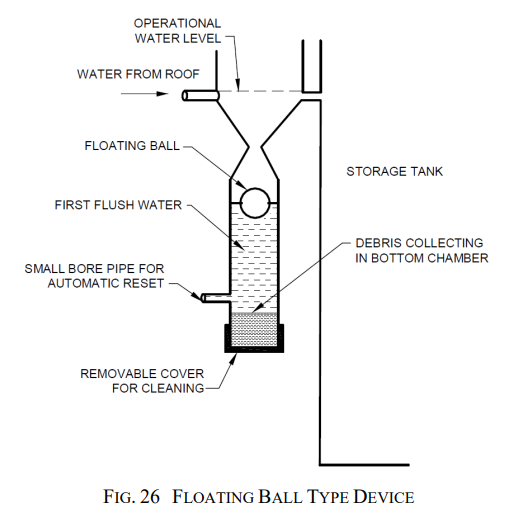 OPERATIONAL
WATER LEVEL
WATER FROM ROOF
FLOATING BALL
STORAGE TANK
FIRST FLUSH WATER
DEBRIS COLLECTING
IN BOTTOM CHAMBER
SMALL BORE PIPE FOR
AUTOMATIC RESET
REMOVABLE COVER
FOR CLEANING
FIG. 26 FLOATING BALL TYPE DEVICE